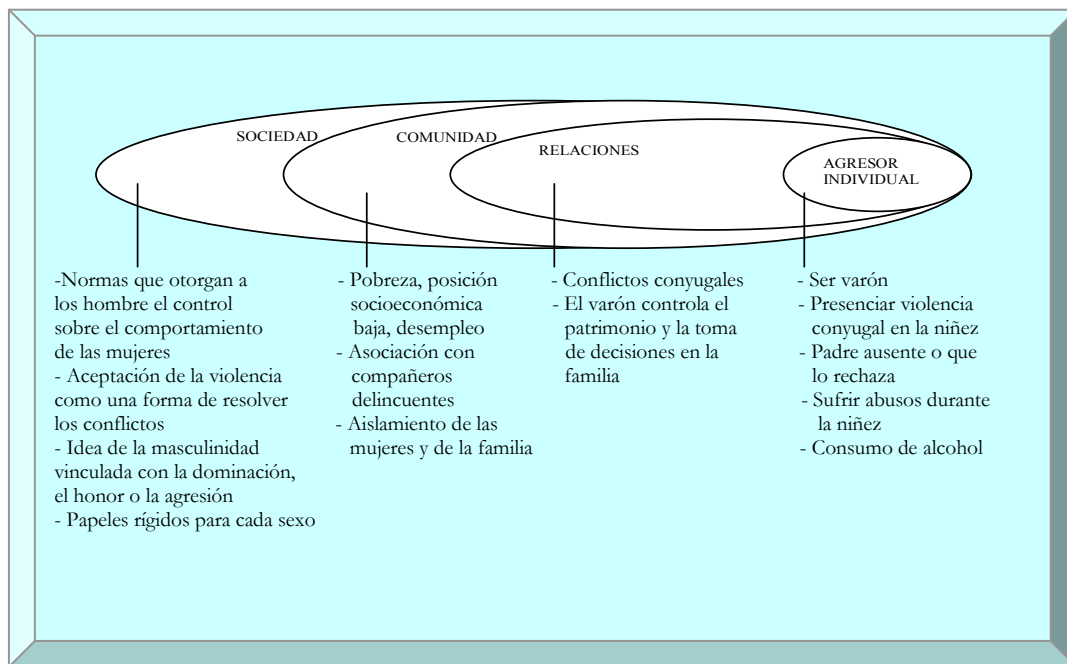 SOCIEDAD
COMUNIDAD
RELACIONES
AGRESOR
INDIVIDUAL
-Normas que otorgan a
los hombre el control
sobre el comportamiento
de las mujeres
- Aceptación de la violencia
como una forma de resolver
los conflictos
- Idea de la masculinidad
vinculada con la dominación,
el honor o la agresión
- Papeles rígidos para cada sexo
- Pobreza, posición
socioeconómica
baja, desempleo
- Asociación con
compañeros
delincuentes
- Aislamiento de las
mujeres y de la familia
- Conflictos conyugales
- El varón controla el
patrimonio y la toma
de decisiones en la
familia
- Ser varón
- Presenciar violencia
conyugal en la niñez
- Padre ausente o que
lo rechaza
- Sufrir abusos durante
la niñez
- Consumo de alcohol